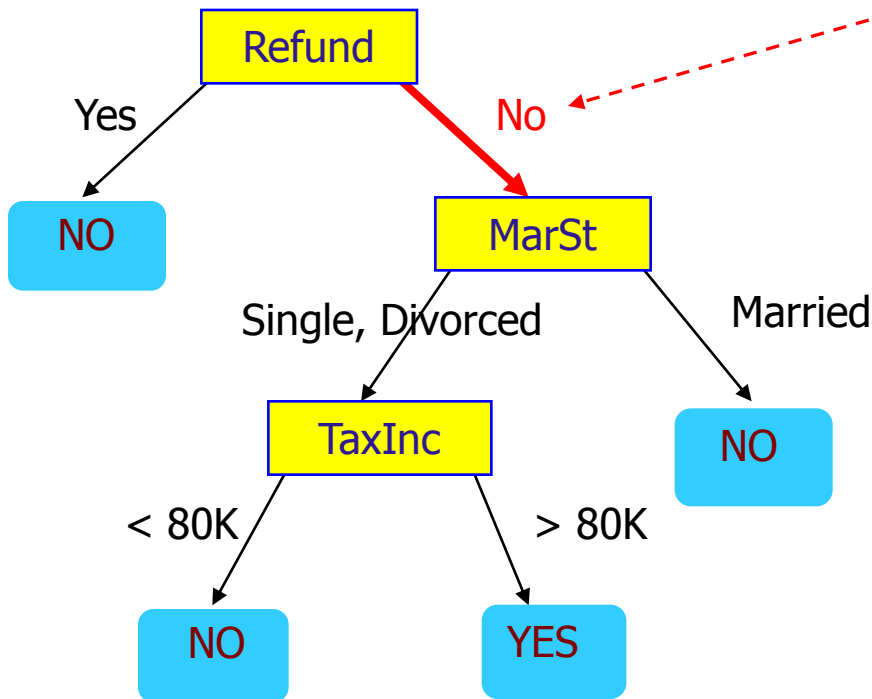 Refund
Yes
No
NO
MarSt
Single, Divorced
Married
TaxInc
NO
< 80K
> 80K
NO
YES